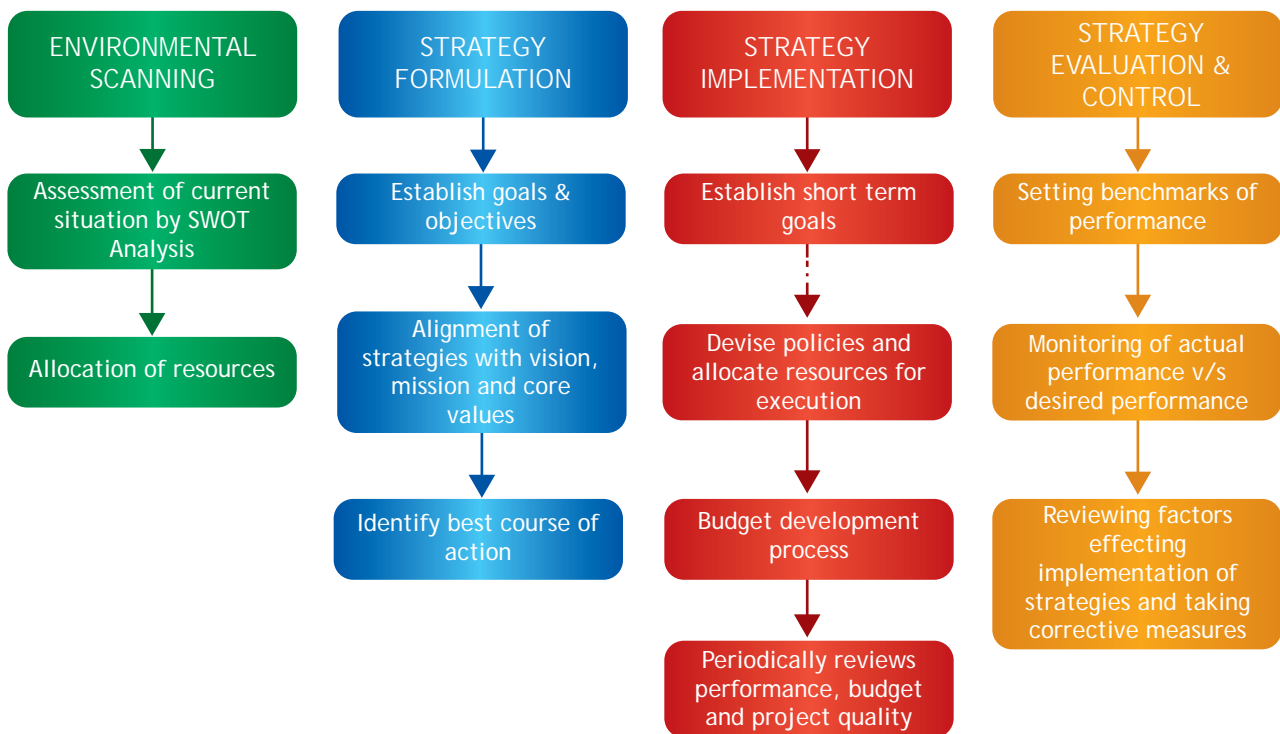 ENVIRONMENTAL
SCANNING
Assessment of current
situation by SWOT
Analysis
Allocation of resources
STRATEGY
FORMULATION
Establish goals &
objectives
Alignment of
strategies with vision,
mission and core
values
Identify best course of
action
STRATEGY
IMPLEMENTATION
Establish short term
goals
Devise policies and
allocate resources for
execution
Budget development
process
Periodically reviews
performance, budget
and project quality
STRATEGY
EVALUATION &
CONTROL
Setting benchmarks
of performance
Monitoring of actual
performance v/s
desired performance
Reviewing factors
effecting
implementation of
strategies and taking
corrective measures